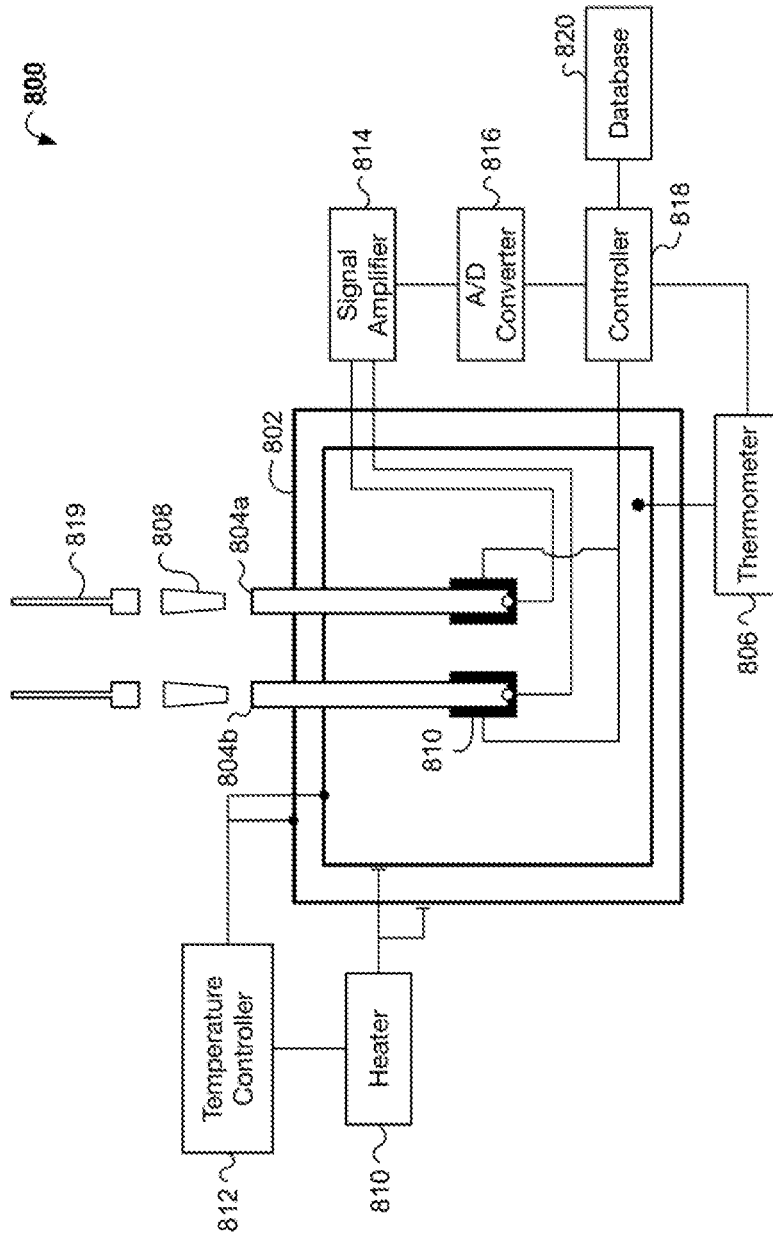 800
819
808
804a
804b
802
810
812
Temperature
Controller
810
Heater
814
Signal
Amplifier
816
A/D
Converter
818
Controller
820
Database
806
Thermometer